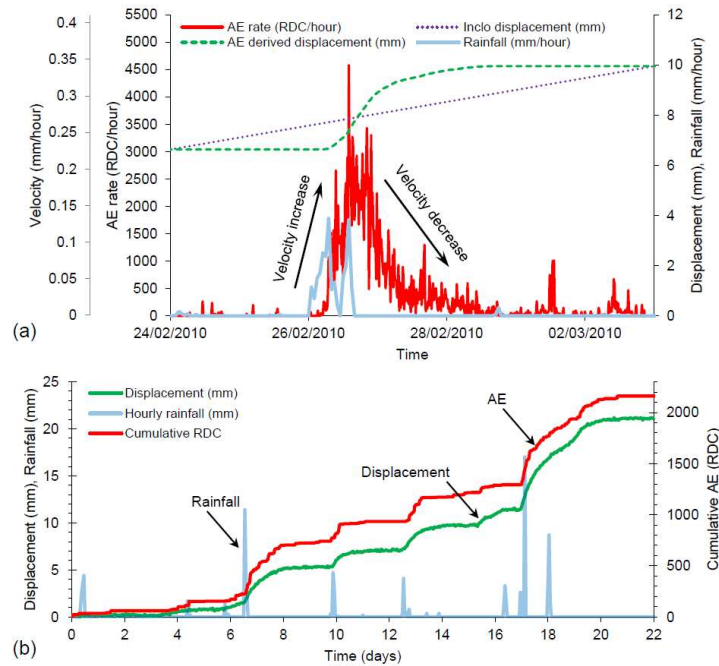 AE rate (RDC/hour)
Inclo displacement (mm)
AE derived displacement (mm)
Rainfall (mm/hour)
Velocity (mm/hour)
0.4
0.35
0.3
0.25
0.2
0.15
0.1
0.05
0
AE rate (RDC/hour)
5500
5000
4500
4000
3500
3000
2500
2000
1500
1000
500
0
Velocity increase
Velocity decrease
12
10
8
6
4
2
0
Displacement (mm), Rainfall (mm)
24/02/2010
26/02/2010
28/02/2010
02/03/2010
Time
(a)
Displacement (mm)
Hourly rainfall (mm)
Cumulative RDC
Displacement (mm), Rainfall (mm)
25
20
15
10
5
0
Rainfall
Displacement
AE
2000
1500
1000
500
0
Cumulative AE (RDC)
0
2
4
6
8
10
12
14
16
18
20
22
Time (days)
(b)